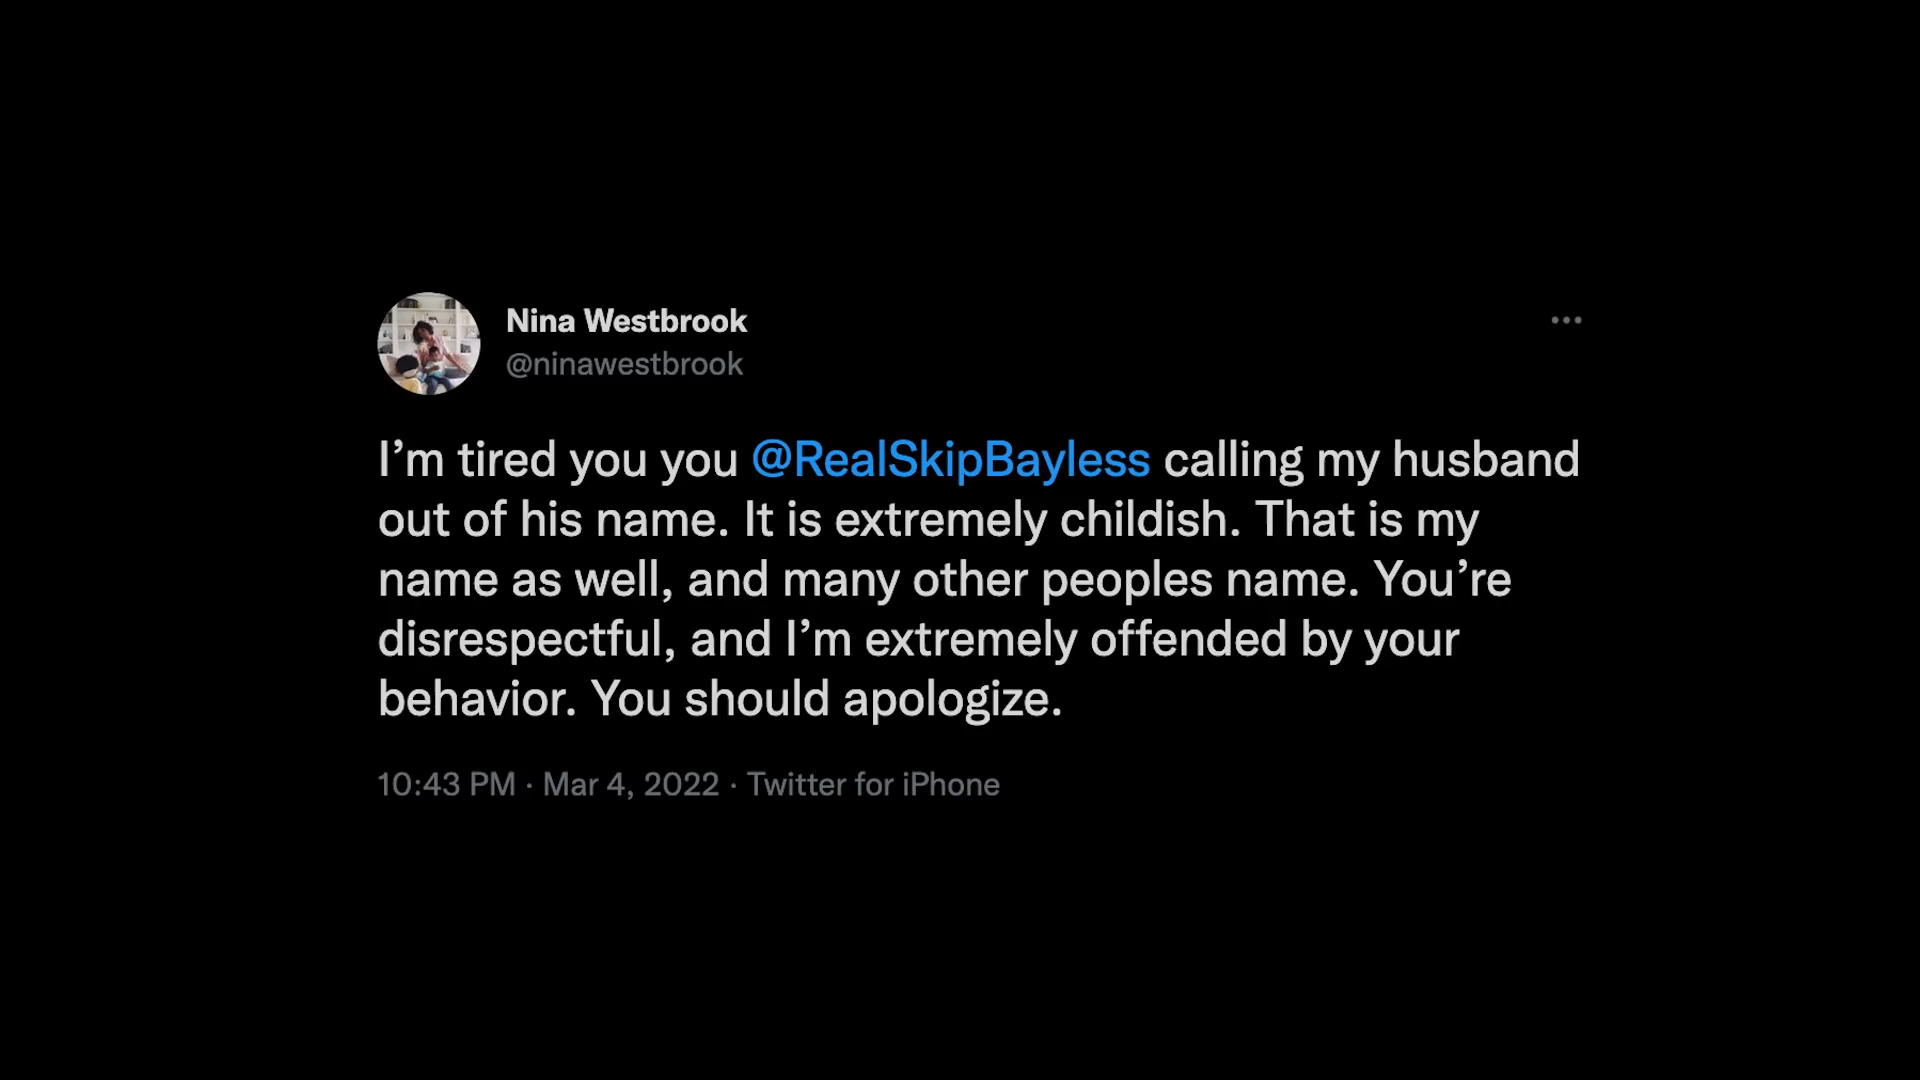 Nina Westbrook
@ninawestbrook
I’m tired you you @RealSkipBayless calling my husband
out of his name. It is extremely childish. That is my
name as well, and many other peoples name. You’re
disrespectful, and I’m extremely offended by your
behavior. You should apologize.
10:43 PM · Mar 4, 2022 · Twitter for iPhone